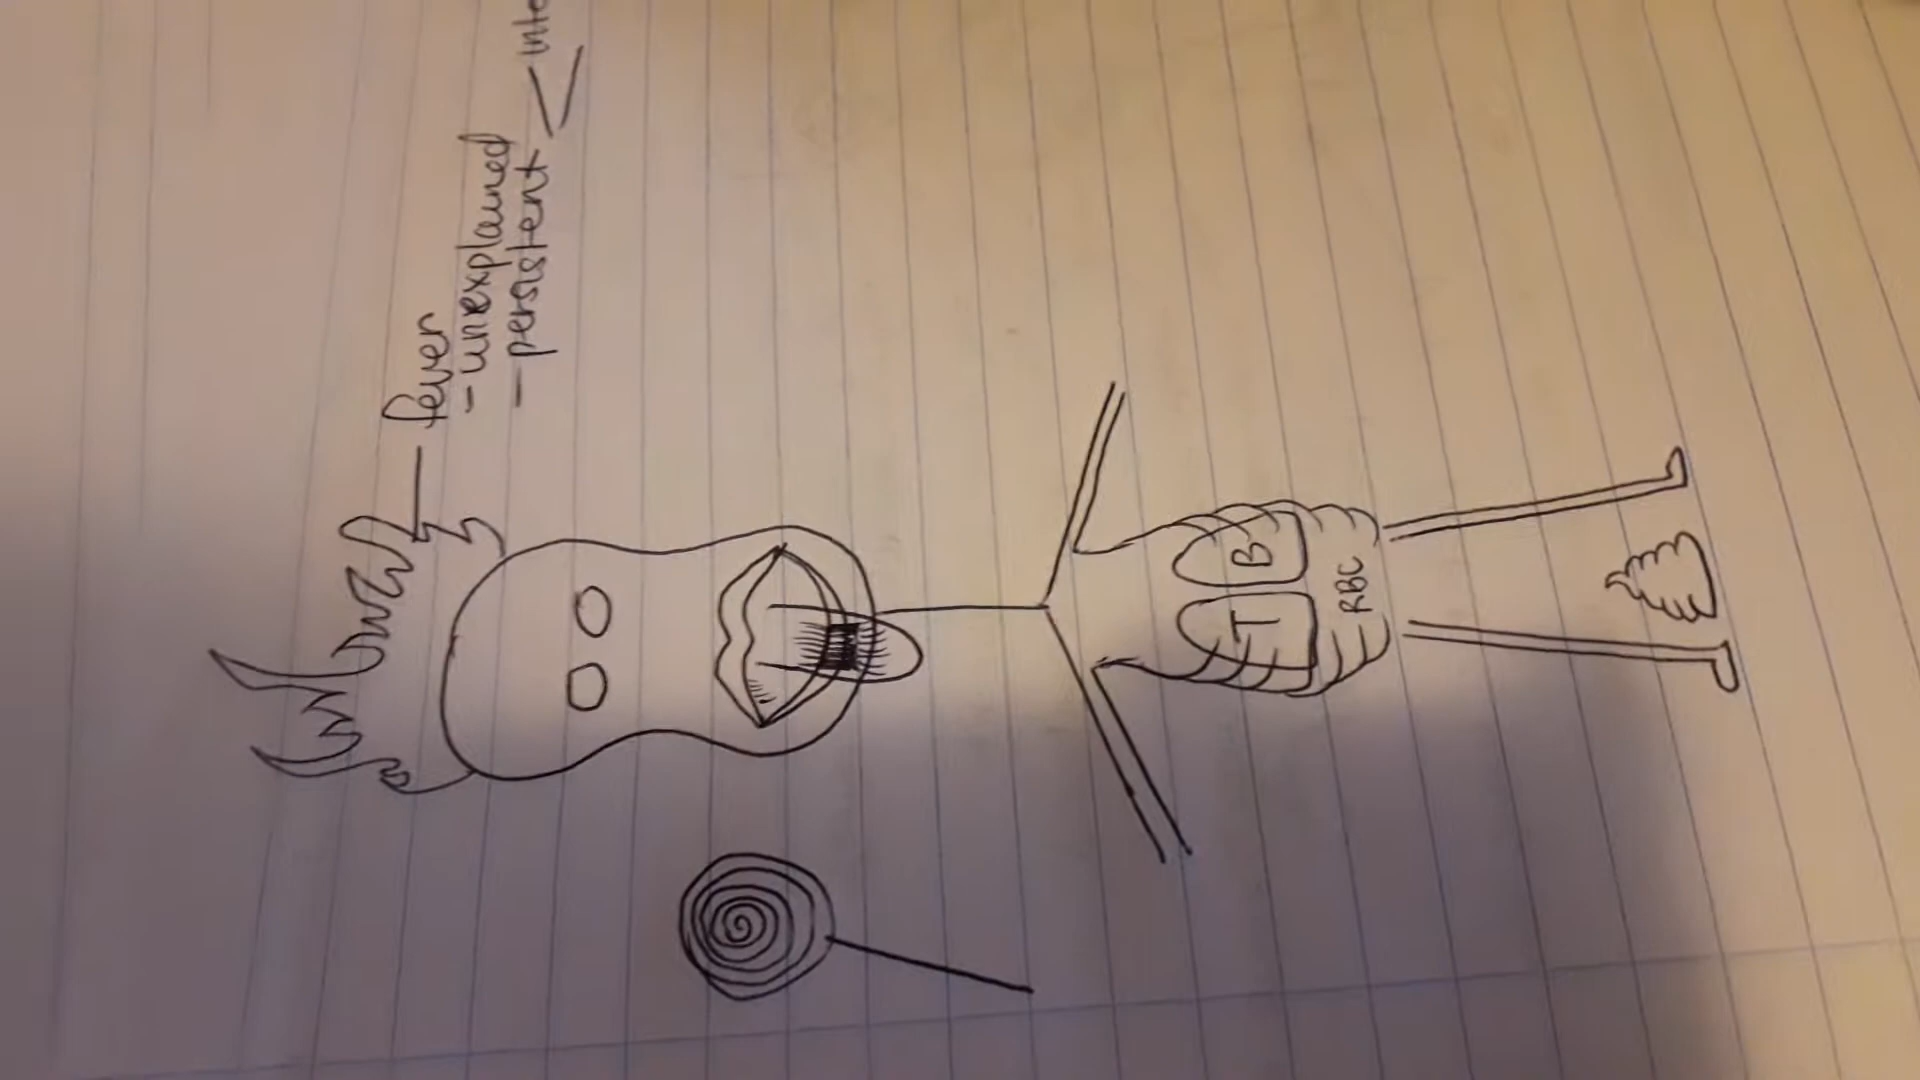 fever
- unexplained
- persistent <
T B
RBC